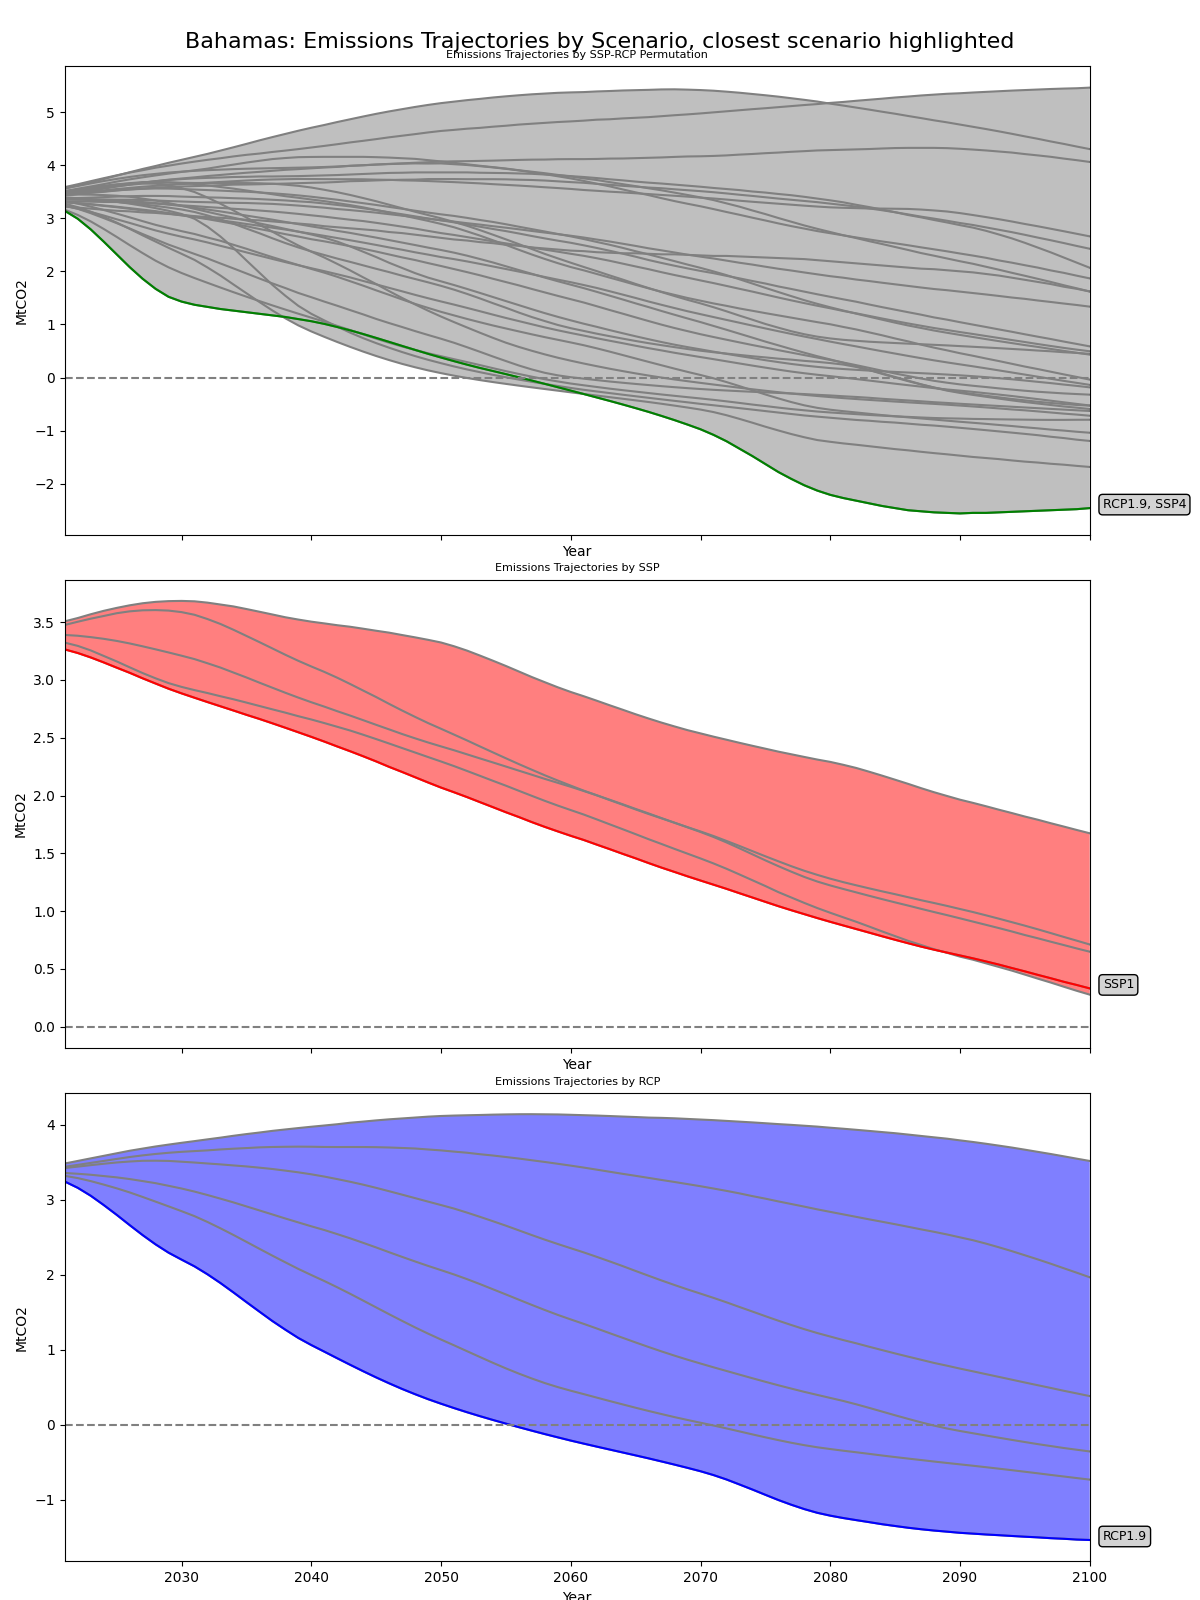 Bahamas: Emissions Trajectories by Scenario, closest scenario highlighted
Emissions Trajectories by SSP-RCP Permutation
5
4
3
2
1
0
−1
−2
MtCO2
RCP1.9, SSP4
Year
Emissions Trajectories by SSP
3.5
3.0
2.5
2.0
1.5
1.0
0.5
0.0
MtCO2
SSP1
Year
Emissions Trajectories by RCP
4
3
2
1
0
−1
MtCO2
RCP1.9
2030 2040 2050 2060 2070 2080 2090 2100
Year